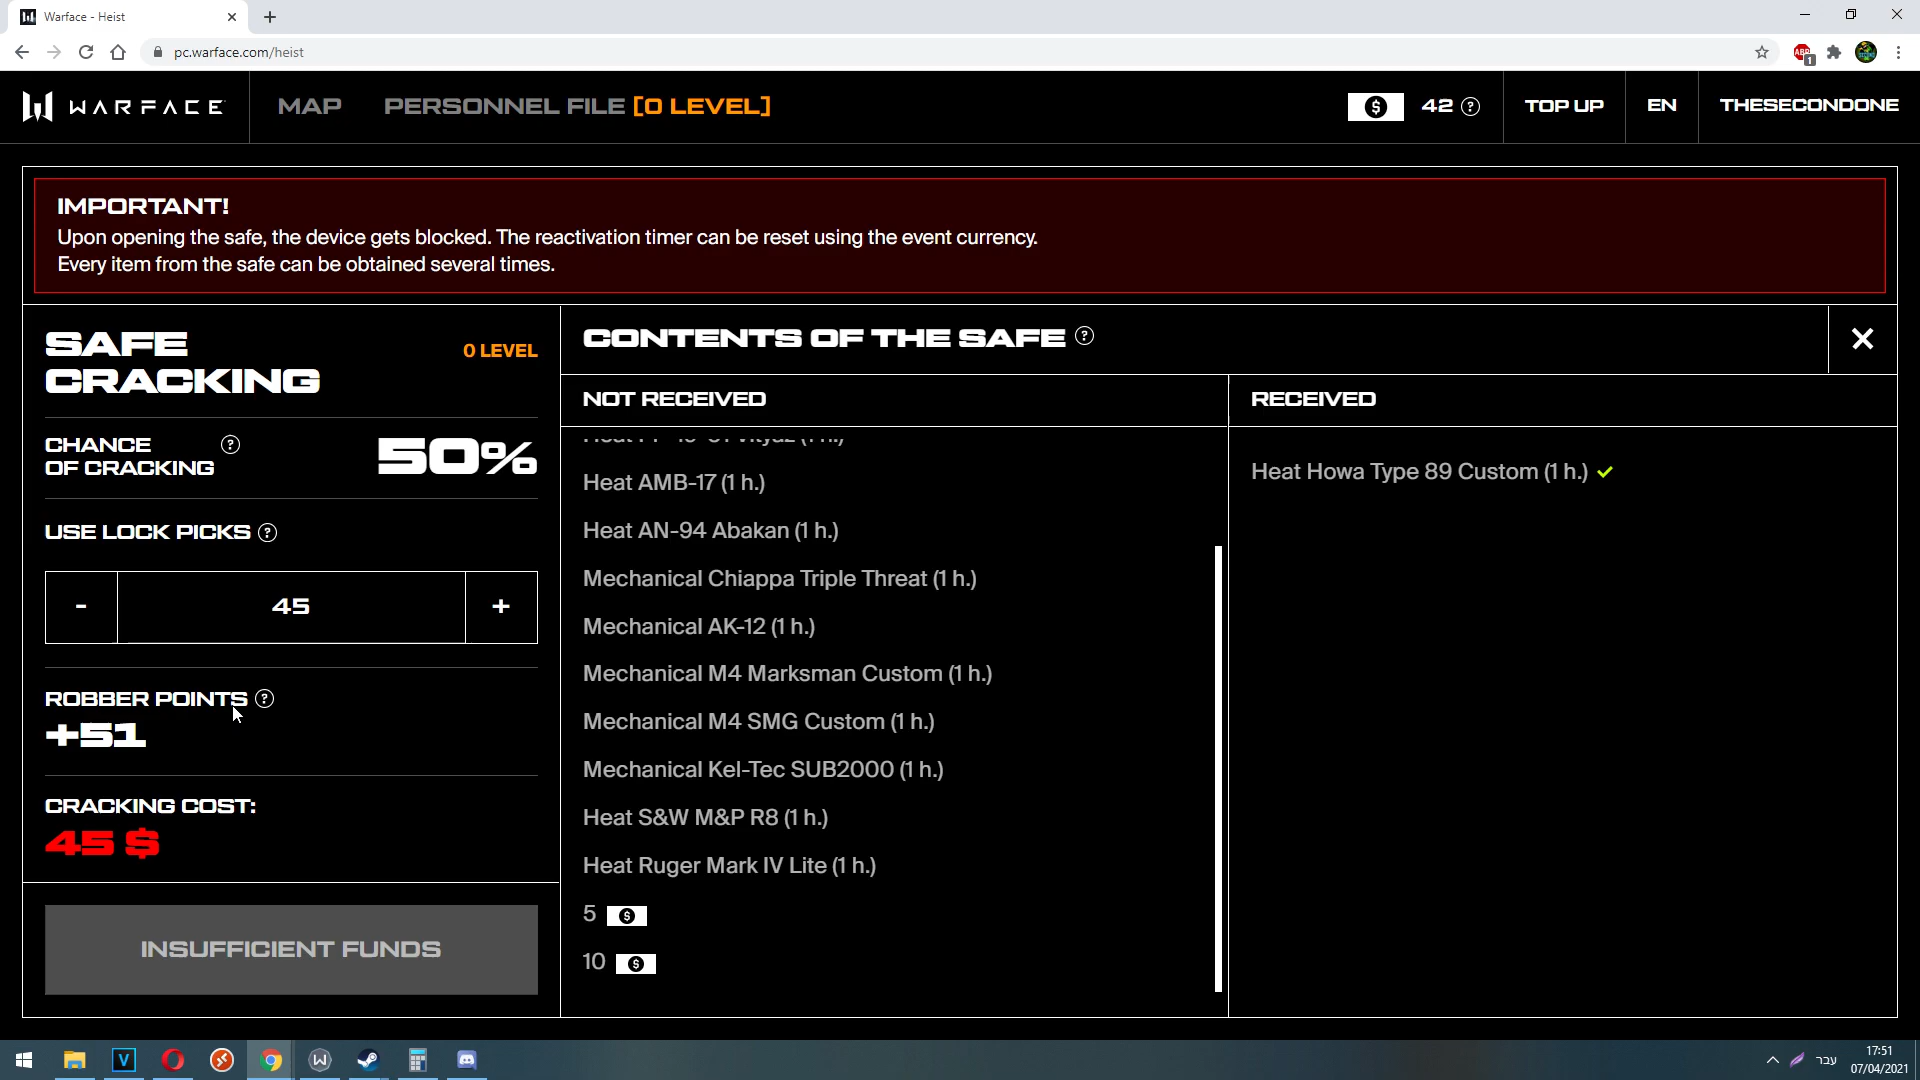 Warface - Heist
pc.warface.com/heist
1
WARFACE
MAP
PERSONNEL FILE [0 LEVEL]
42
TOP UP
EN
THESECONDONE
IMPORTANT!
Upon opening the safe, the device gets blocked. The reactivation timer can be reset using the event currency.
Every item from the safe can be obtained several times.
SAFE
CRACKING
0 LEVEL
CHANCE
OF CRACKING
50%
USE LOCK PICKS
- 45 +
ROBBER POINTS
+51
CRACKING COST:
45 $
INSUFFICIENT FUNDS
CONTENTS OF THE SAFE
NOT RECEIVED
Heat AMB-17 (1 h.)
Heat AN-94 Abakan (1 h.)
Mechanical Chiappa Triple Threat (1 h.)
Mechanical AK-12 (1 h.)
Mechanical M4 Marksman Custom (1 h.)
Mechanical M4 SMG Custom (1 h.)
Mechanical Kel-Tec SUB2000 (1 h.)
Heat S&W M&P R8 (1 h.)
Heat Ruger Mark IV Lite (1 h.)
5
10
RECEIVED
Heat Howa Type 89 Custom (1 h.)
עבר
17:51
07/04/2021